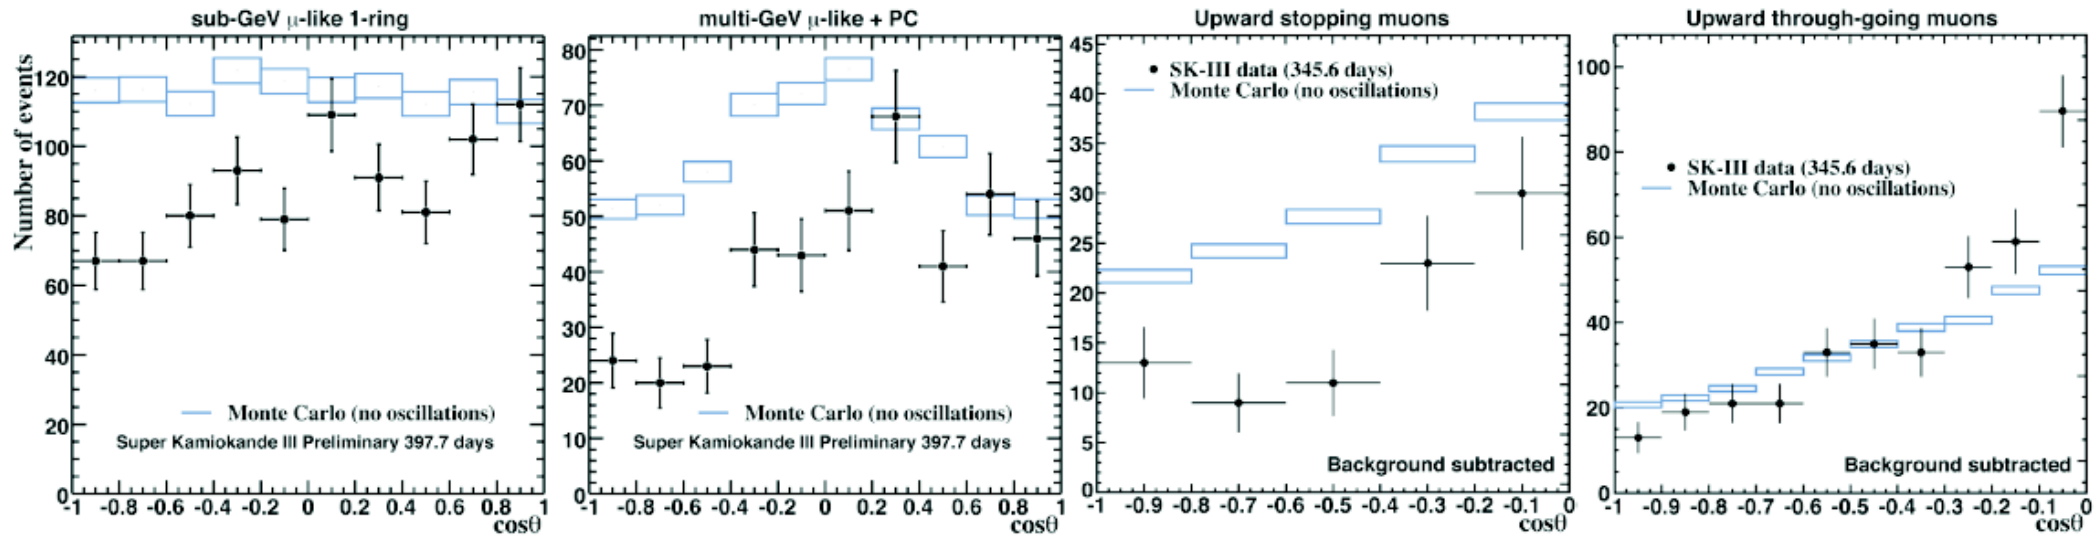 sub-GeV μ-like 1-ring
Number of events
120
100
80
60
40
20
0
Monte Carlo (no oscillations)
Super Kamiokande III Preliminary 397.7 days
-1 -0.8 -0.6 -0.4 -0.2 0 0.2 0.4 0.6 0.8 1
cosθ
multi-GeV μ-like + PC
80
70
60
50
40
30
20
10
0
Monte Carlo (no oscillations)
Super Kamiokande III Preliminary 397.7 days
-1 -0.8 -0.6 -0.4 -0.2 0 0.2 0.4 0.6 0.8 1
cosθ
Upward stopping muons
45
40
35
30
25
20
15
10
5
0
SK-III data (345.6 days)
Monte Carlo (no oscillations)
Background subtracted
-1 -0.9 -0.8 -0.7 -0.6 -0.5 -0.4 -0.3 -0.2 -0.1 0
cosθ
Upward through-going muons
100
80
60
40
20
0
SK-III data (345.6 days)
Monte Carlo (no oscillations)
Background subtracted
-1 -0.9 -0.8 -0.7 -0.6 -0.5 -0.4 -0.3 -0.2 -0.1 0
cosθ